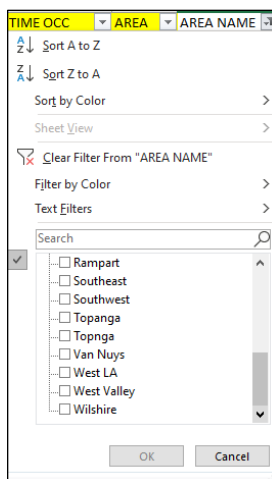 TIME OCC AREA AREA NAME
Sort A to Z
Sort Z to A
Sort by Color
Sheet View
Clear Filter From "AREA NAME"
Filter by Color
Text Filters
Search
Rampart
Southeast
Southwest
Topanga
Topnga
Van Nuys
West LA
West Valley
Wilshire
OK Cancel